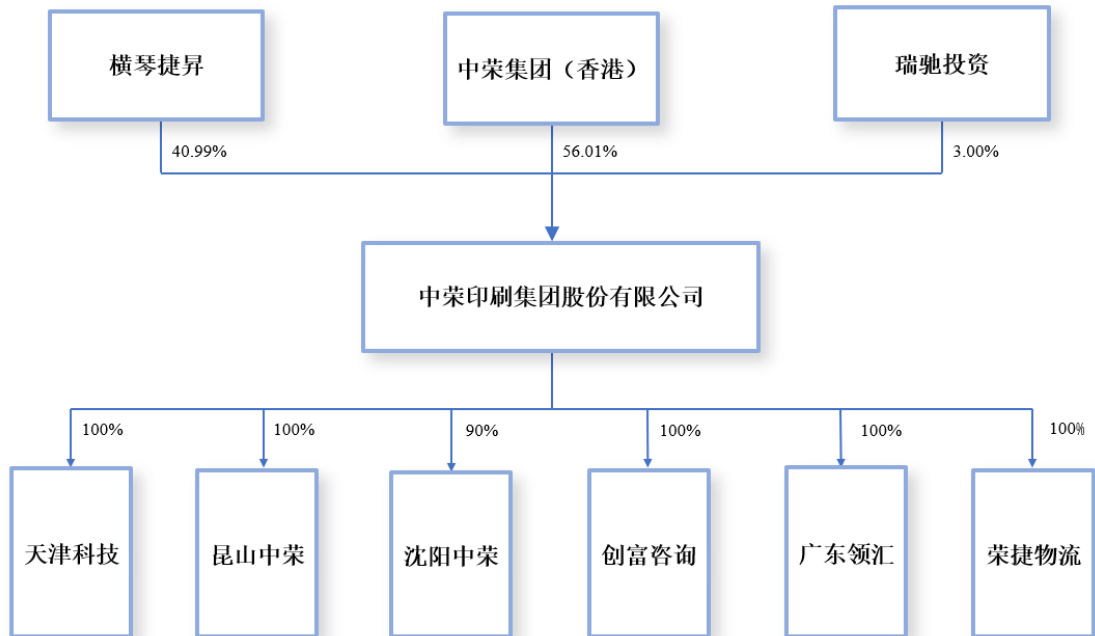 横琴捷昇
中荣集团（香港）
瑞驰投资
40.99%
56.01%
3.00%
中荣印刷集团股份有限公司
100%
100%
90%
100%
100%
100%
天津科技
昆山中荣
沈阳中荣
创富咨询
广东领汇
荣捷物流